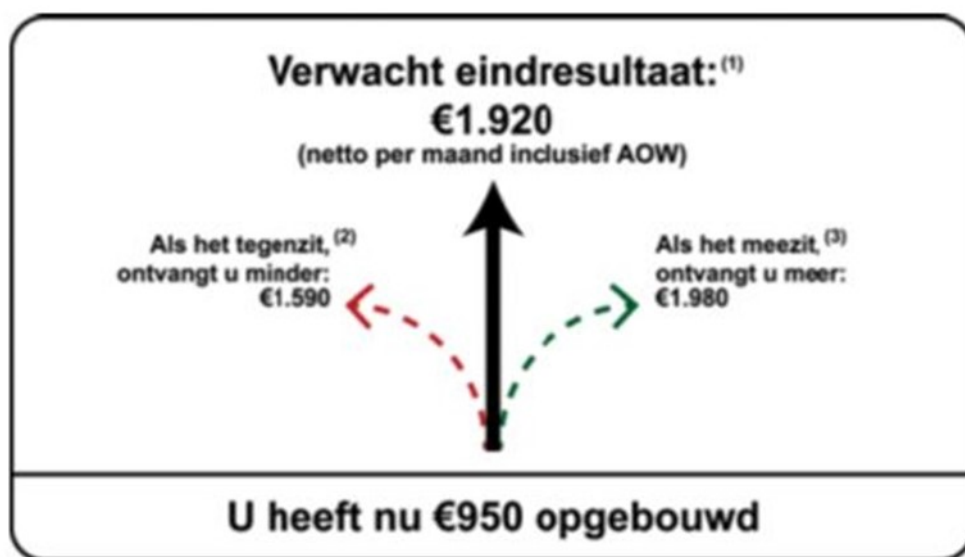 Verwacht eindresultaat: (1)
€1.920
(netto per maand inclusief AOW)
Als het tegenzit, (2)
ontvangt u minder:
€1.590
Als het meezit, (3)
ontvangt u meer:
€1.980
U heeft nu €950 opgebouwd